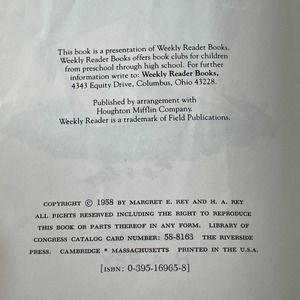 This book is a presentation of Weekly Reader Books.
Weekly Reader Books offers book clubs for children
from preschool through high school. For further
information write to: Weekly Reader Books,
4343 Equity Drive, Columbus, Ohio 43228.
Published by arrangement with
Houghton Mifflin Company.
Weekly Reader is a trademark of Field Publications.
COPYRIGHT © 1958 BY MARGRET E. REY AND H. A. REY
ALL RIGHTS RESERVED INCLUDING THE RIGHT TO REPRODUCE
THIS BOOK OR PARTS THEREOF IN ANY FORM. LIBRARY OF
CONGRESS CATALOG CARD NUMBER: 58-8163 THE RIVERSIDE
PRESS. CAMBRIDGE * MASSACHUSETTS PRINTED IN THE U.S.A.
[ISBN: 0-395-16965-8]